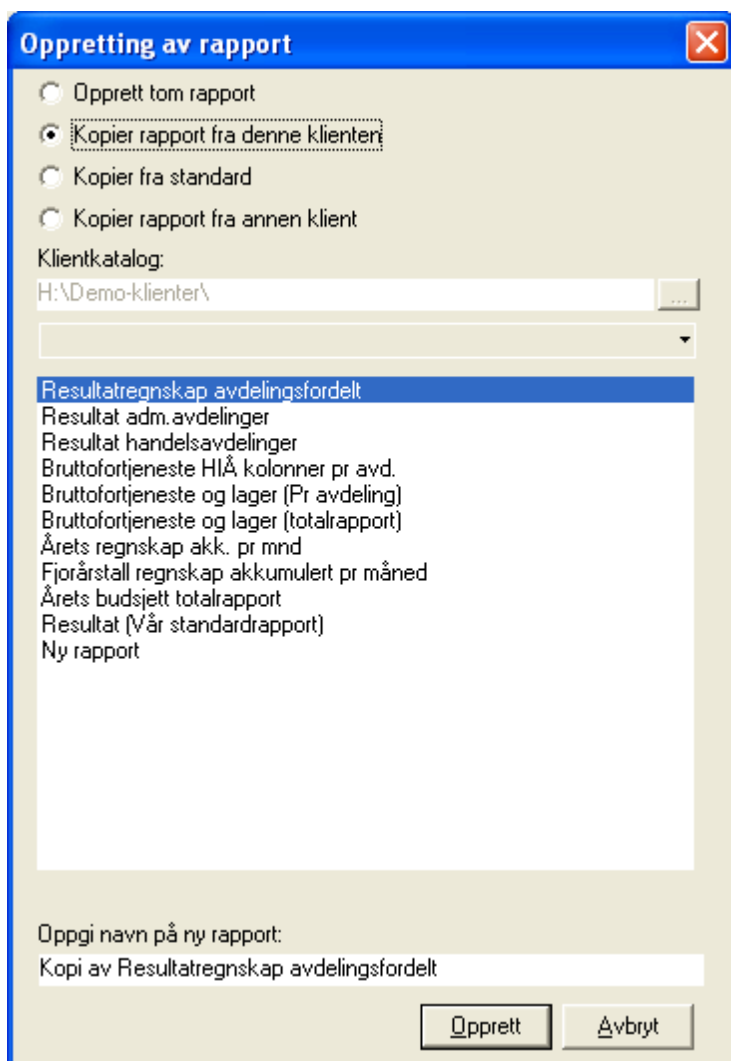 Oppretting av rapport
Opprett tom rapport
Kopier rapport fra denne klienten
Kopier fra standard
Kopier rapport fra annen klient
Klientkatalog:
H:\Demo-klienter\
...
Resultatregnskap avdelingsfordelt
Resultat adm.avdelinger
Resultat handelsavdelinger
Bruttofortjeneste HIÅ kolonner pr avd.
Bruttofortjeneste og lager (Pr avdeling)
Bruttofortjeneste og lager (totalrapport)
Årets regnskap akk. pr mnd
Fjorårstall regnskap akkumulert pr måned
Årets budsjett totalrapport
Resultat (Vår standardrapport)
Ny rapport
Oppgi navn på ny rapport:
Kopi av Resultatregnskap avdelingsfordelt
Opprett Avbryt